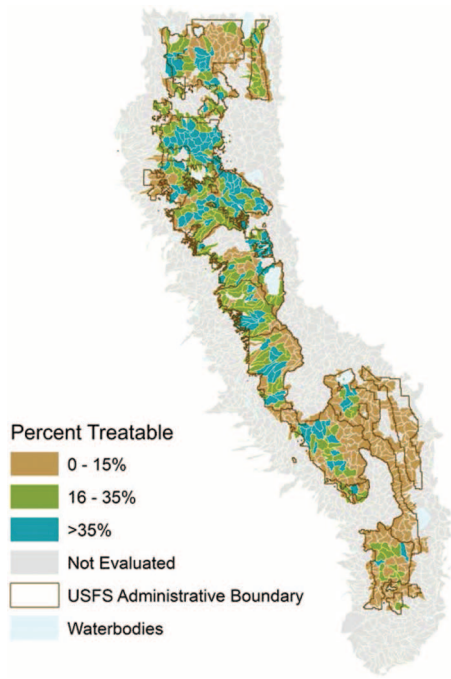 Percent Treatable
0 - 15%
16 - 35%
>35%
Not Evaluated
USFS Administrative Boundary
Waterbodies